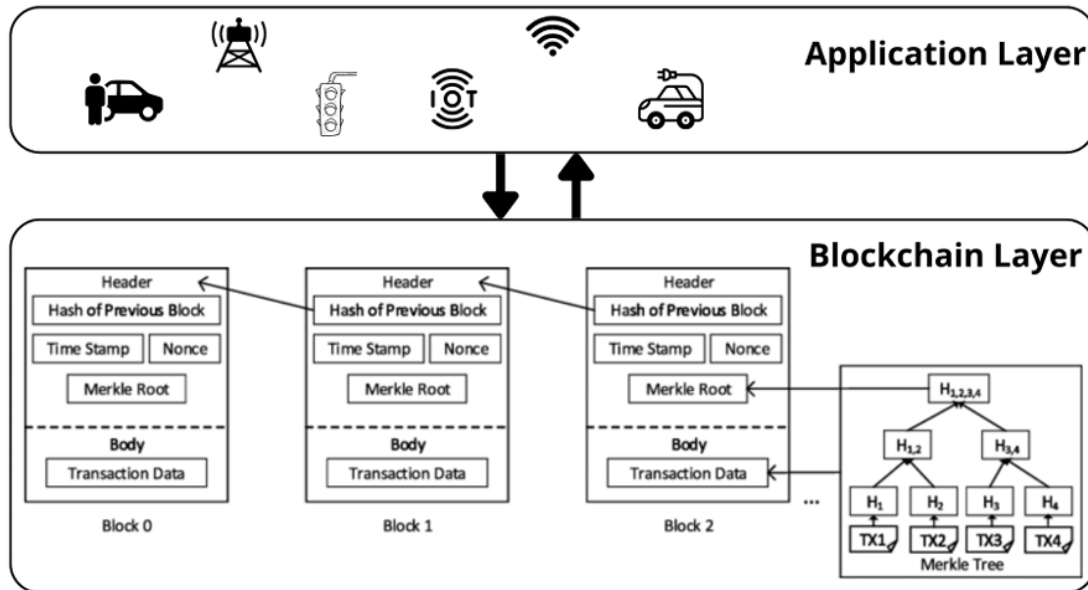 Application Layer
I O T
Blockchain Layer
Header
Hash of Previous Block
Time Stamp
Nonce
Merkle Root
Body
Transaction Data
Block 0
Header
Hash of Previous Block
Time Stamp
Nonce
Merkle Root
Body
Transaction Data
Block 1
Header
Hash of Previous Block
Time Stamp
Nonce
Merkle Root
Body
Transaction Data
Block 2
...
H1,2,3,4
H1,2
H3,4
H1
H2
H3
H4
TX1
TX2
TX3
TX4
Merkle Tree